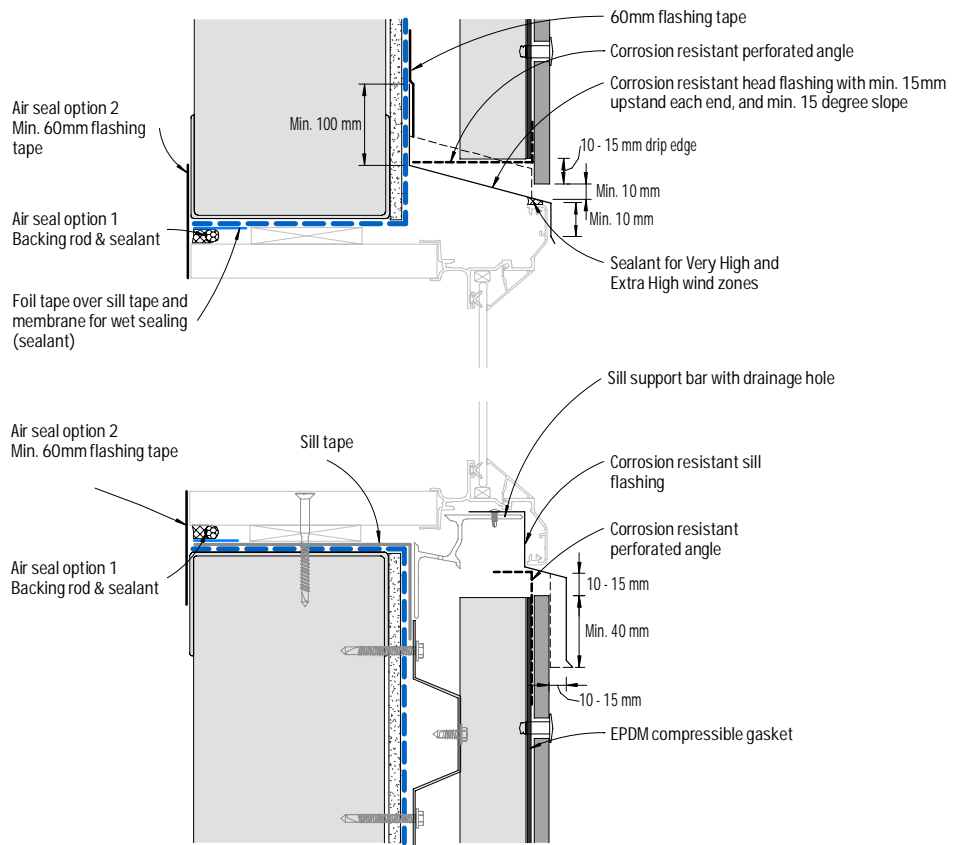 60mm flashing tape
Corrosion resistant perforated angle
Corrosion resistant head flashing with min. 15mm
upstand each end, and min. 15 degree slope
Air seal option 2
Min. 60mm flashing
tape
Min. 100 mm
10 - 15 mm drip edge
Min. 10 mm
Min. 10 mm
Air seal option 1
Backing rod & sealant
Sealant for Very High and
Extra High wind zones
Foil tape over sill tape and
membrane for wet sealing
(sealant)
Sill support bar with drainage hole
Air seal option 2
Min. 60mm flashing tape
Sill tape
Corrosion resistant sill
flashing
Corrosion resistant
perforated angle
Air seal option 1
Backing rod & sealant
10 - 15 mm
Min. 40 mm
10 - 15 mm
EPDM compressible gasket